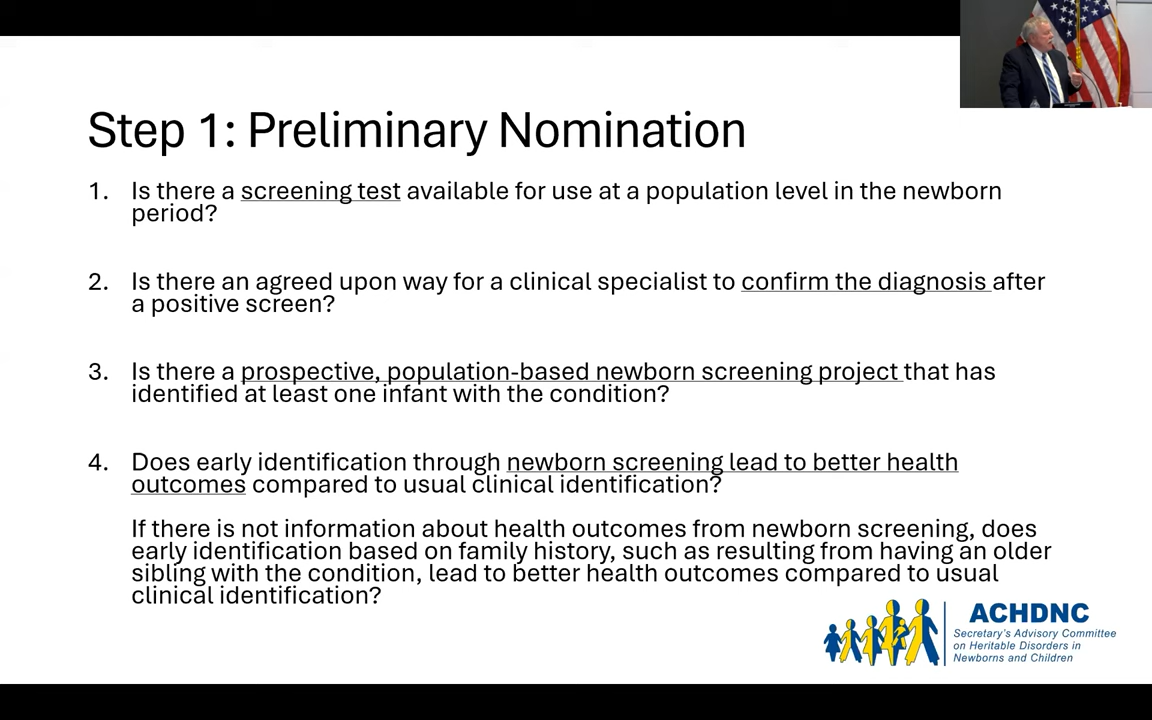 Step 1: Preliminary Nomination
1. Is there a screening test available for use at a population level in the newborn
period?
2. Is there an agreed upon way for a clinical specialist to confirm the diagnosis after
a positive screen?
3. Is there a prospective, population-based newborn screening project that has
identified at least one infant with the condition?
4. Does early identification through newborn screening lead to better health
outcomes compared to usual clinical identification?
If there is not information about health outcomes from newborn screening, does
early identification based on family history, such as resulting from having an older
sibling with the condition, lead to better health outcomes compared to usual
clinical identification?
ACHDNC
Secretary's Advisory Committee
on Heritable Disorders in
Newborns and Children